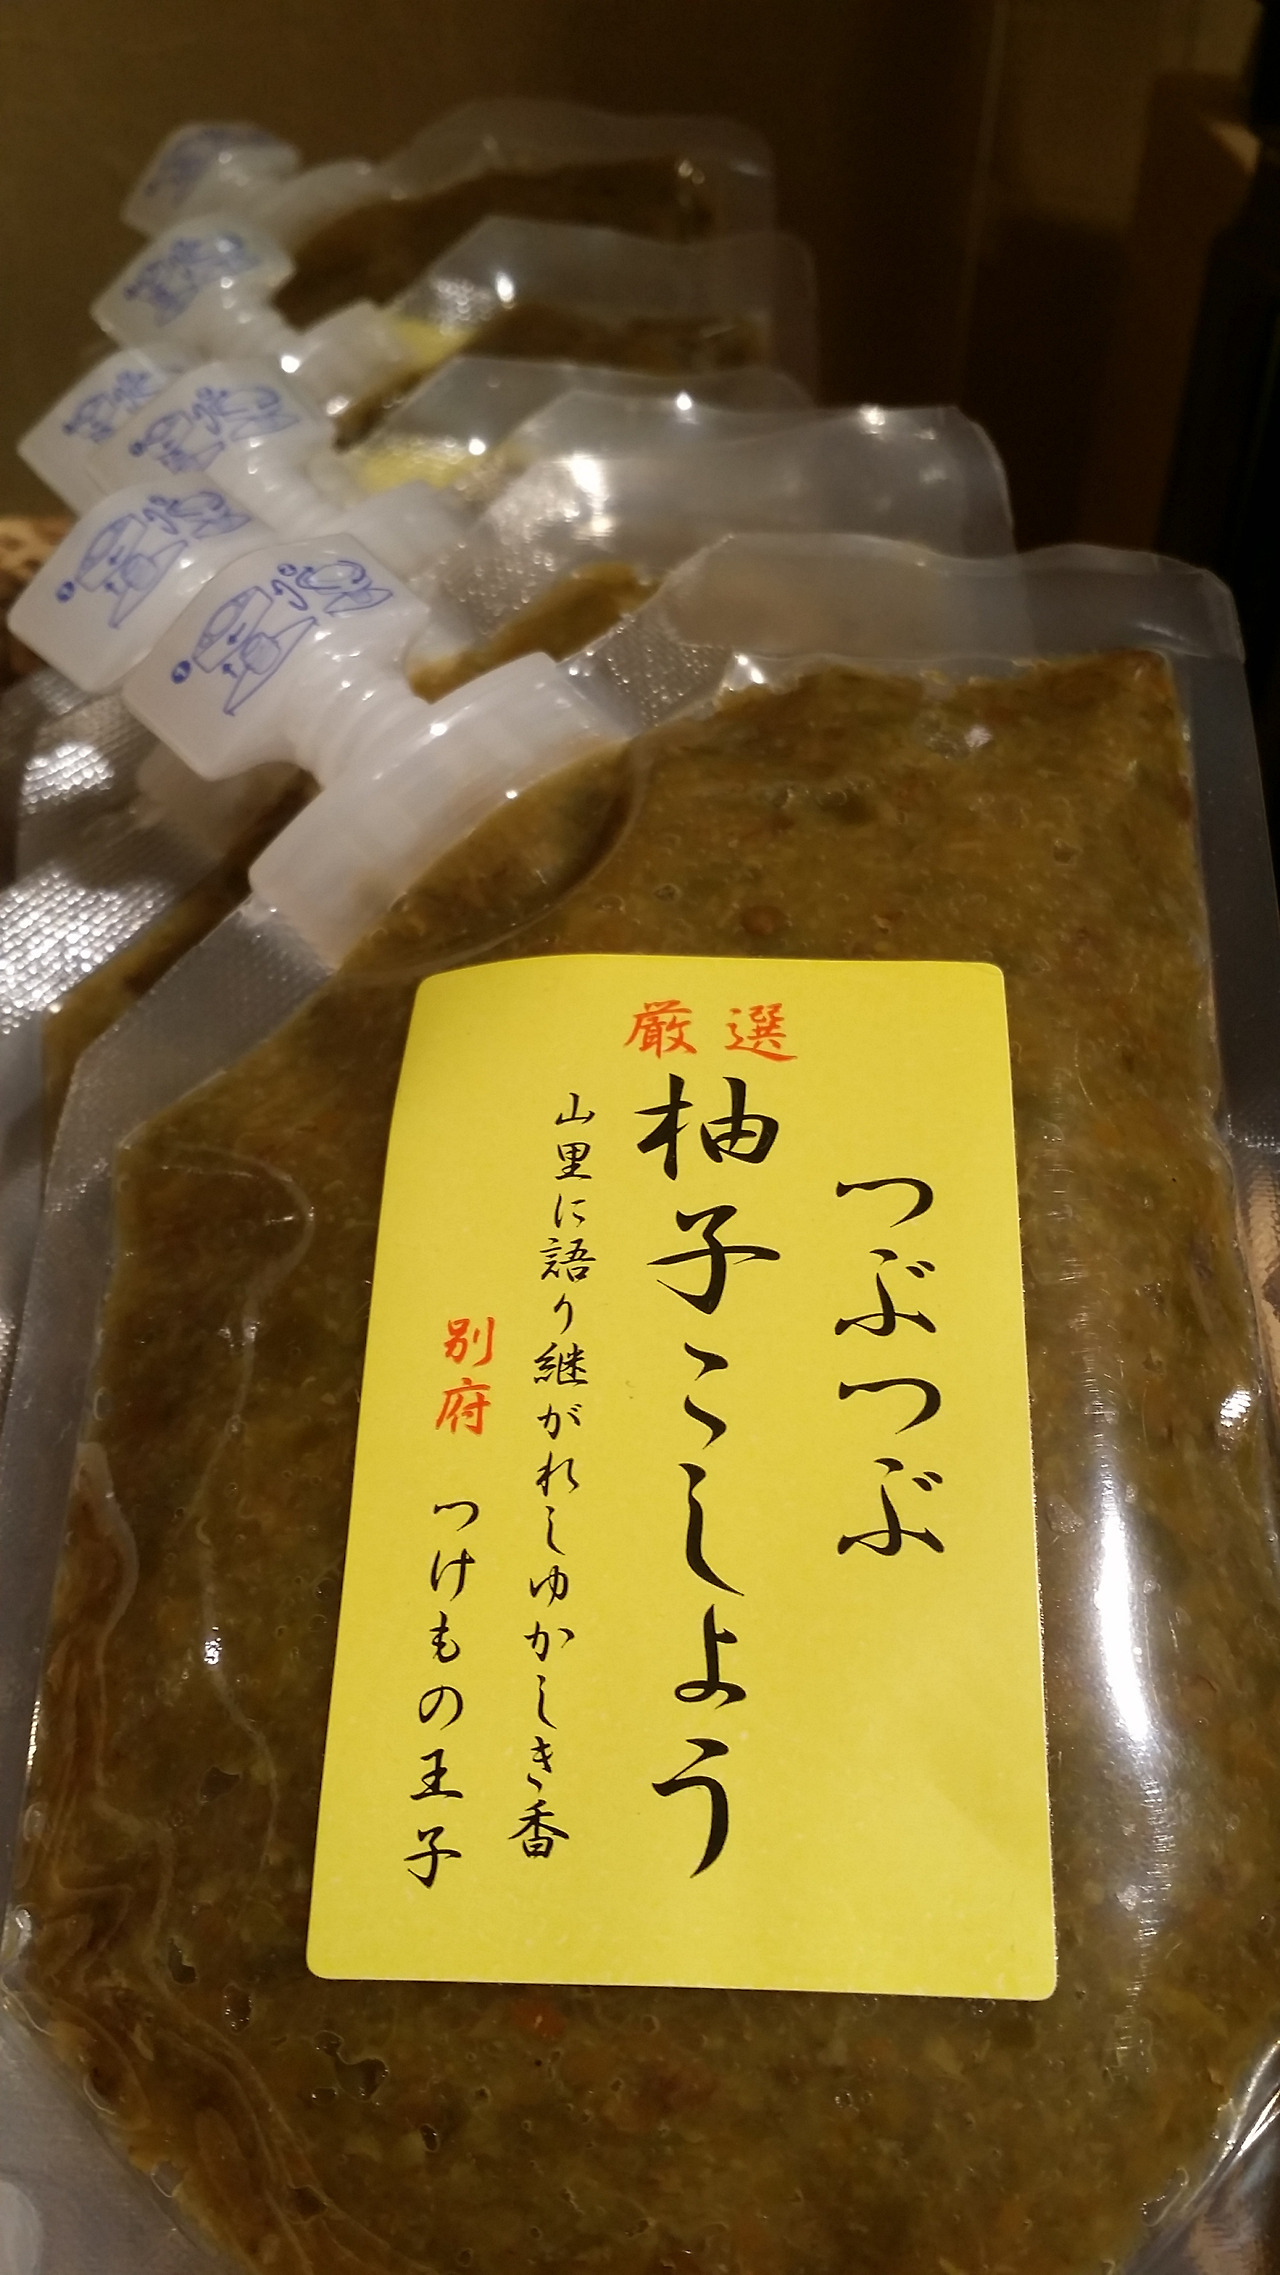 つぶつぶ
厳選
柚子こしょう
山里に語り継がれしゆかしき香
別府 つけもの王子